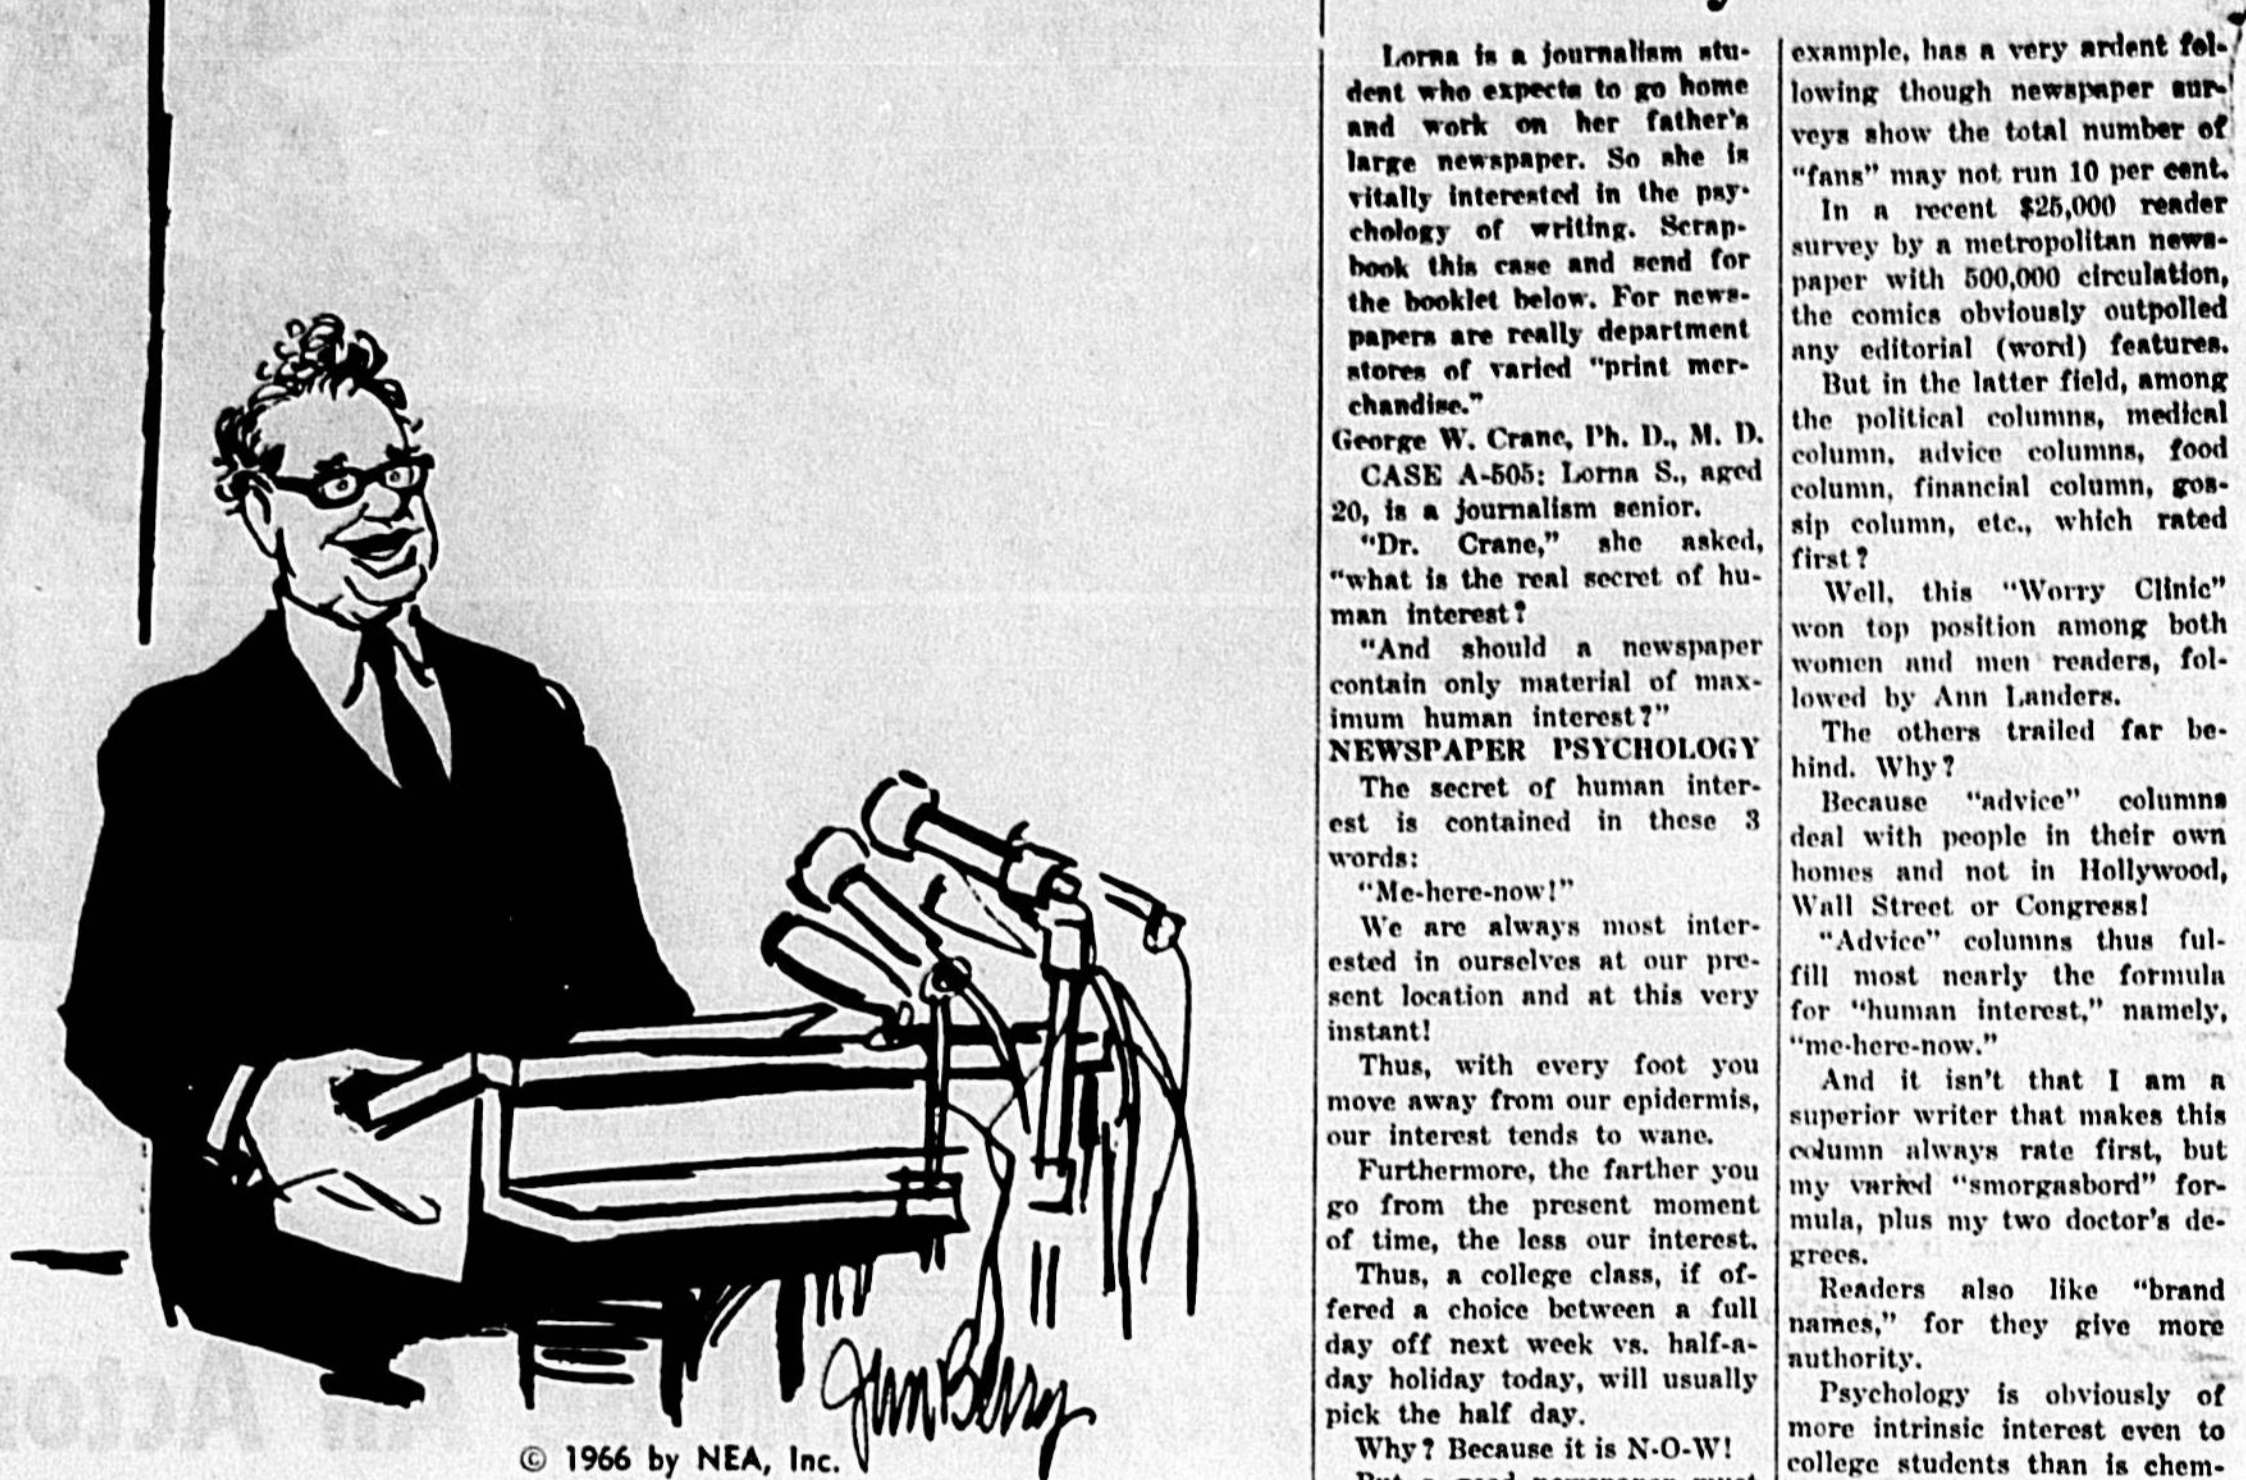 Jim Berry
© 1966 by NEA, Inc.
Lorna is a journalism stu-
dent who expects to go home
and work on her father's
large newspaper. So she is
vitally interested in the psy-
chology of writing. Scrap-
book this case and send for
the booklet below. For news-
papers are really department
stores of varied "print mer-
chandise."
George W. Crane, Ph. D., M. D.
CASE A-505: Lorna S., aged
20, is a journalism senior.
"Dr. Crane," she asked,
"what is the real secret of hu-
man interest?
"And should a newspaper
contain only material of max-
imum human interest?"
NEWSPAPER PSYCHOLOGY
The secret of human inter-
est is contained in these 3
words:
"Me-here-now!"
We are always most inter-
ested in ourselves at our pre-
sent location and at this very
instant!
Thus, with every foot you
move away from our epidermis,
our interest tends to wane.
Furthermore, the farther you
go from the present moment
of time, the less our interest.
Thus, a college class, if of-
fered a choice between a full
day off next week vs. half-a-
day holiday today, will usually
pick the half day.
Why? Because it is N-O-W!
example, has a very ardent fol-
lowing though newspaper sur-
veys show the total number of
"fans" may not run 10 per cent.
In a recent $25,000 reader
survey by a metropolitan news-
paper with 500,000 circulation,
the comics obviously outpolled
any editorial (word) features.
But in the latter field, among
the political columns, medical
column, advice columns, food
column, financial column, gos-
sip column, etc., which rated
first?
Well, this "Worry Clinic"
won top position among both
women and men readers, fol-
lowed by Ann Landers.
The others trailed far be-
hind. Why?
Because "advice" columns
deal with people in their own
homes and not in Hollywood,
Wall Street or Congress!
"Advice" columns thus ful-
fill most nearly the formula
for "human interest," namely,
"me-here-now."
And it isn't that I am a
superior writer that makes this
column always rate first, but
my varied "smorgasbord" for-
mula, plus my two doctor's de-
grees.
Readers also like "brand
names," for they give more
authority.
Psychology is obviously of
more intrinsic interest even to
college students than is chem-